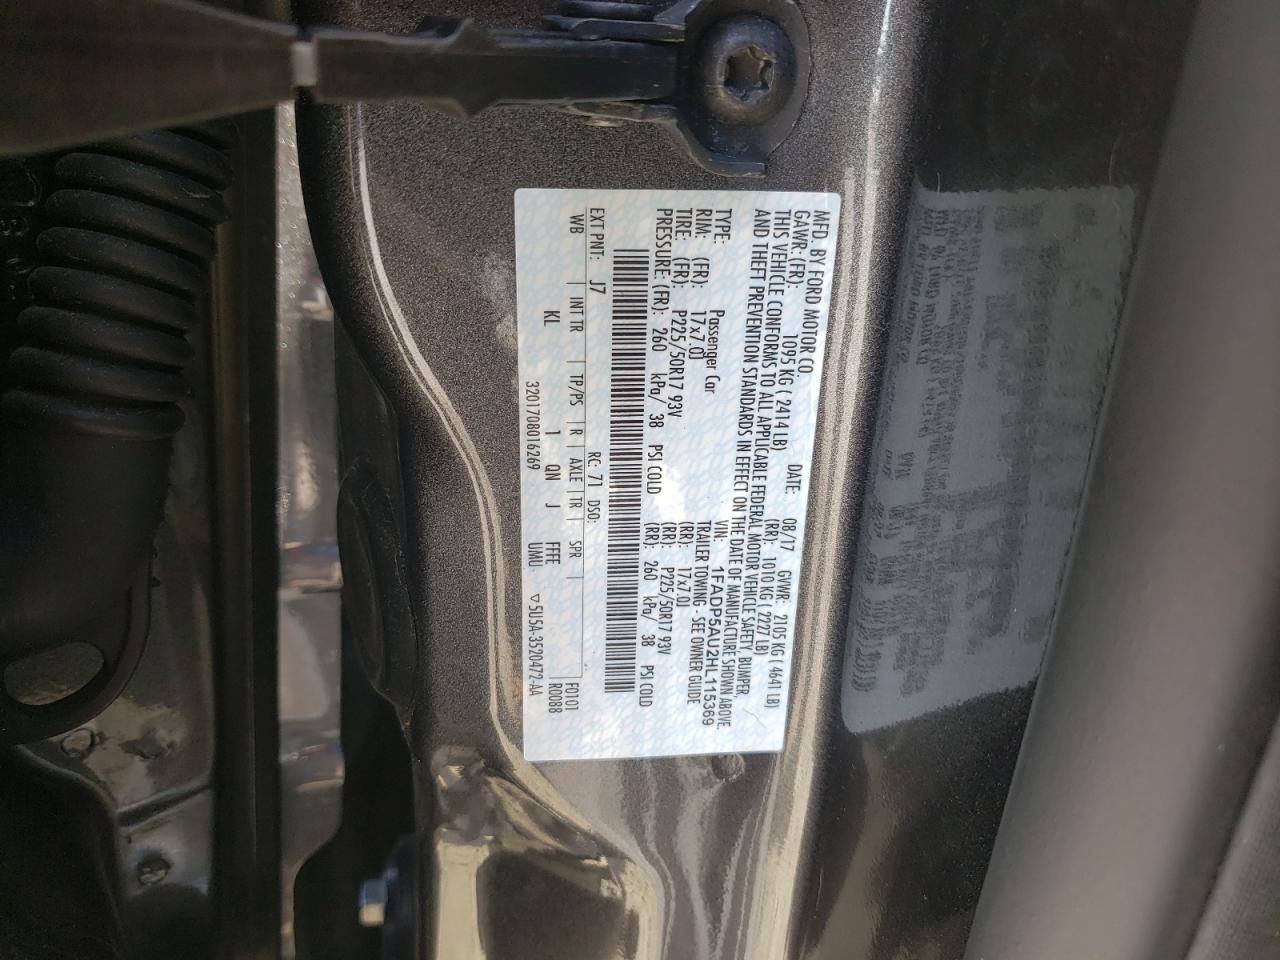 MFD. BY FORD MOTOR CO.
DATE: 08/17 GVWR: 2105 KG ( 4641 LB)
GAWR: (FR): 1095 KG ( 2414 LB) (RR): 1010 KG ( 2227 LB)
THIS VEHICLE CONFORMS TO ALL APPLICABLE FEDERAL MOTOR VEHICLE SAFETY, BUMPER,
AND THEFT PREVENTION STANDARDS IN EFFECT ON THE DATE OF MANUFACTURE SHOWN ABOVE.
VIN: 1FADP5AU2HL115369
TYPE: Passenger Car TRAILER TOWING - SEE OWNER GUIDE
RIM: (FR): 17x7.0J (RR): 17x7.0J
TIRE: (FR): P225/50R17 93V (RR): P225/50R17 93V
PRESSURE: (FR): 260 kPa/ 38 PSI COLD (RR): 260 kPa/ 38 PSI COLD
EXT PNT: J7 RC: 71 DSO: F0101
WB INT TR TP/PS R AXLE TR SPR R0088
KL 1 QN J FFFF
3201708016269 UMU ▽5U5A-3520472-AA